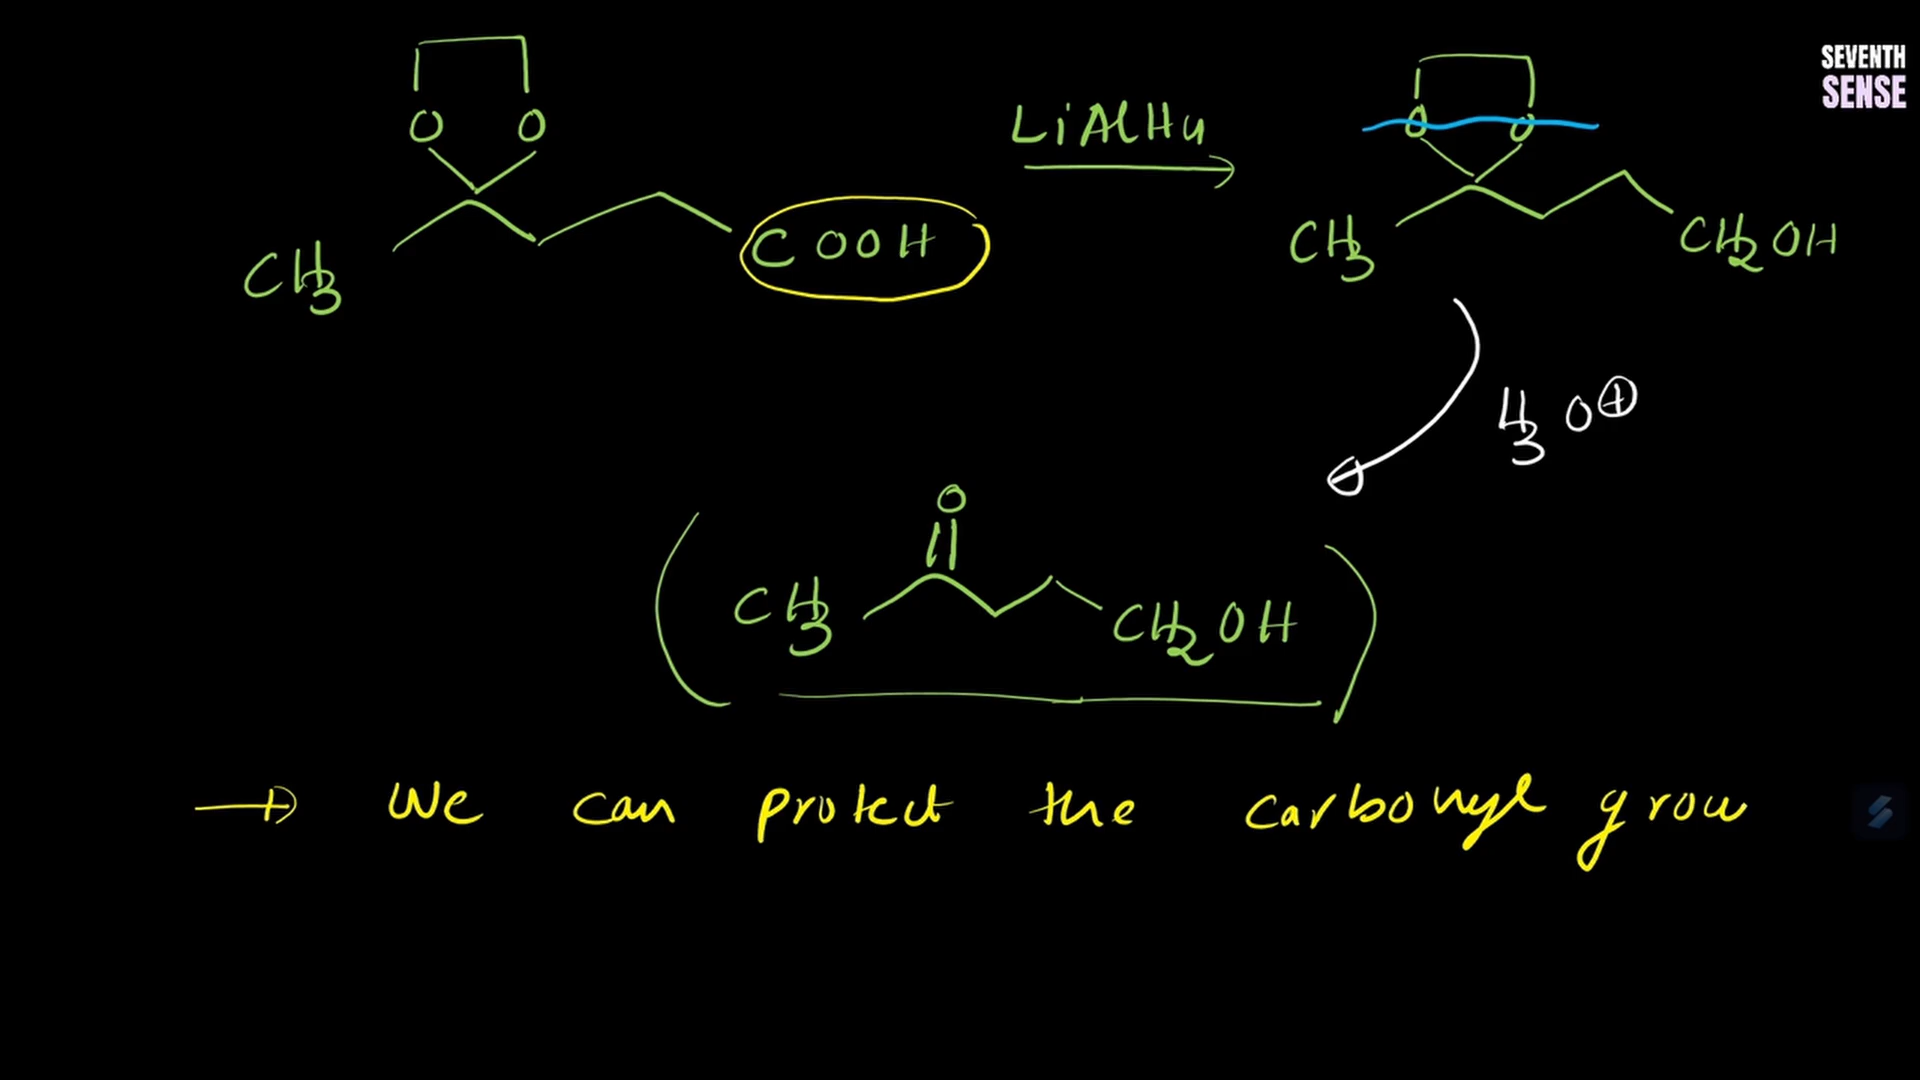 SEVENTH
SENSE
O O
LiAlH4
O O
CH3
COOH
CH3
CH2OH
H3O⊕
O
CH3
CH2OH
→ We can protect the carbonyl grou